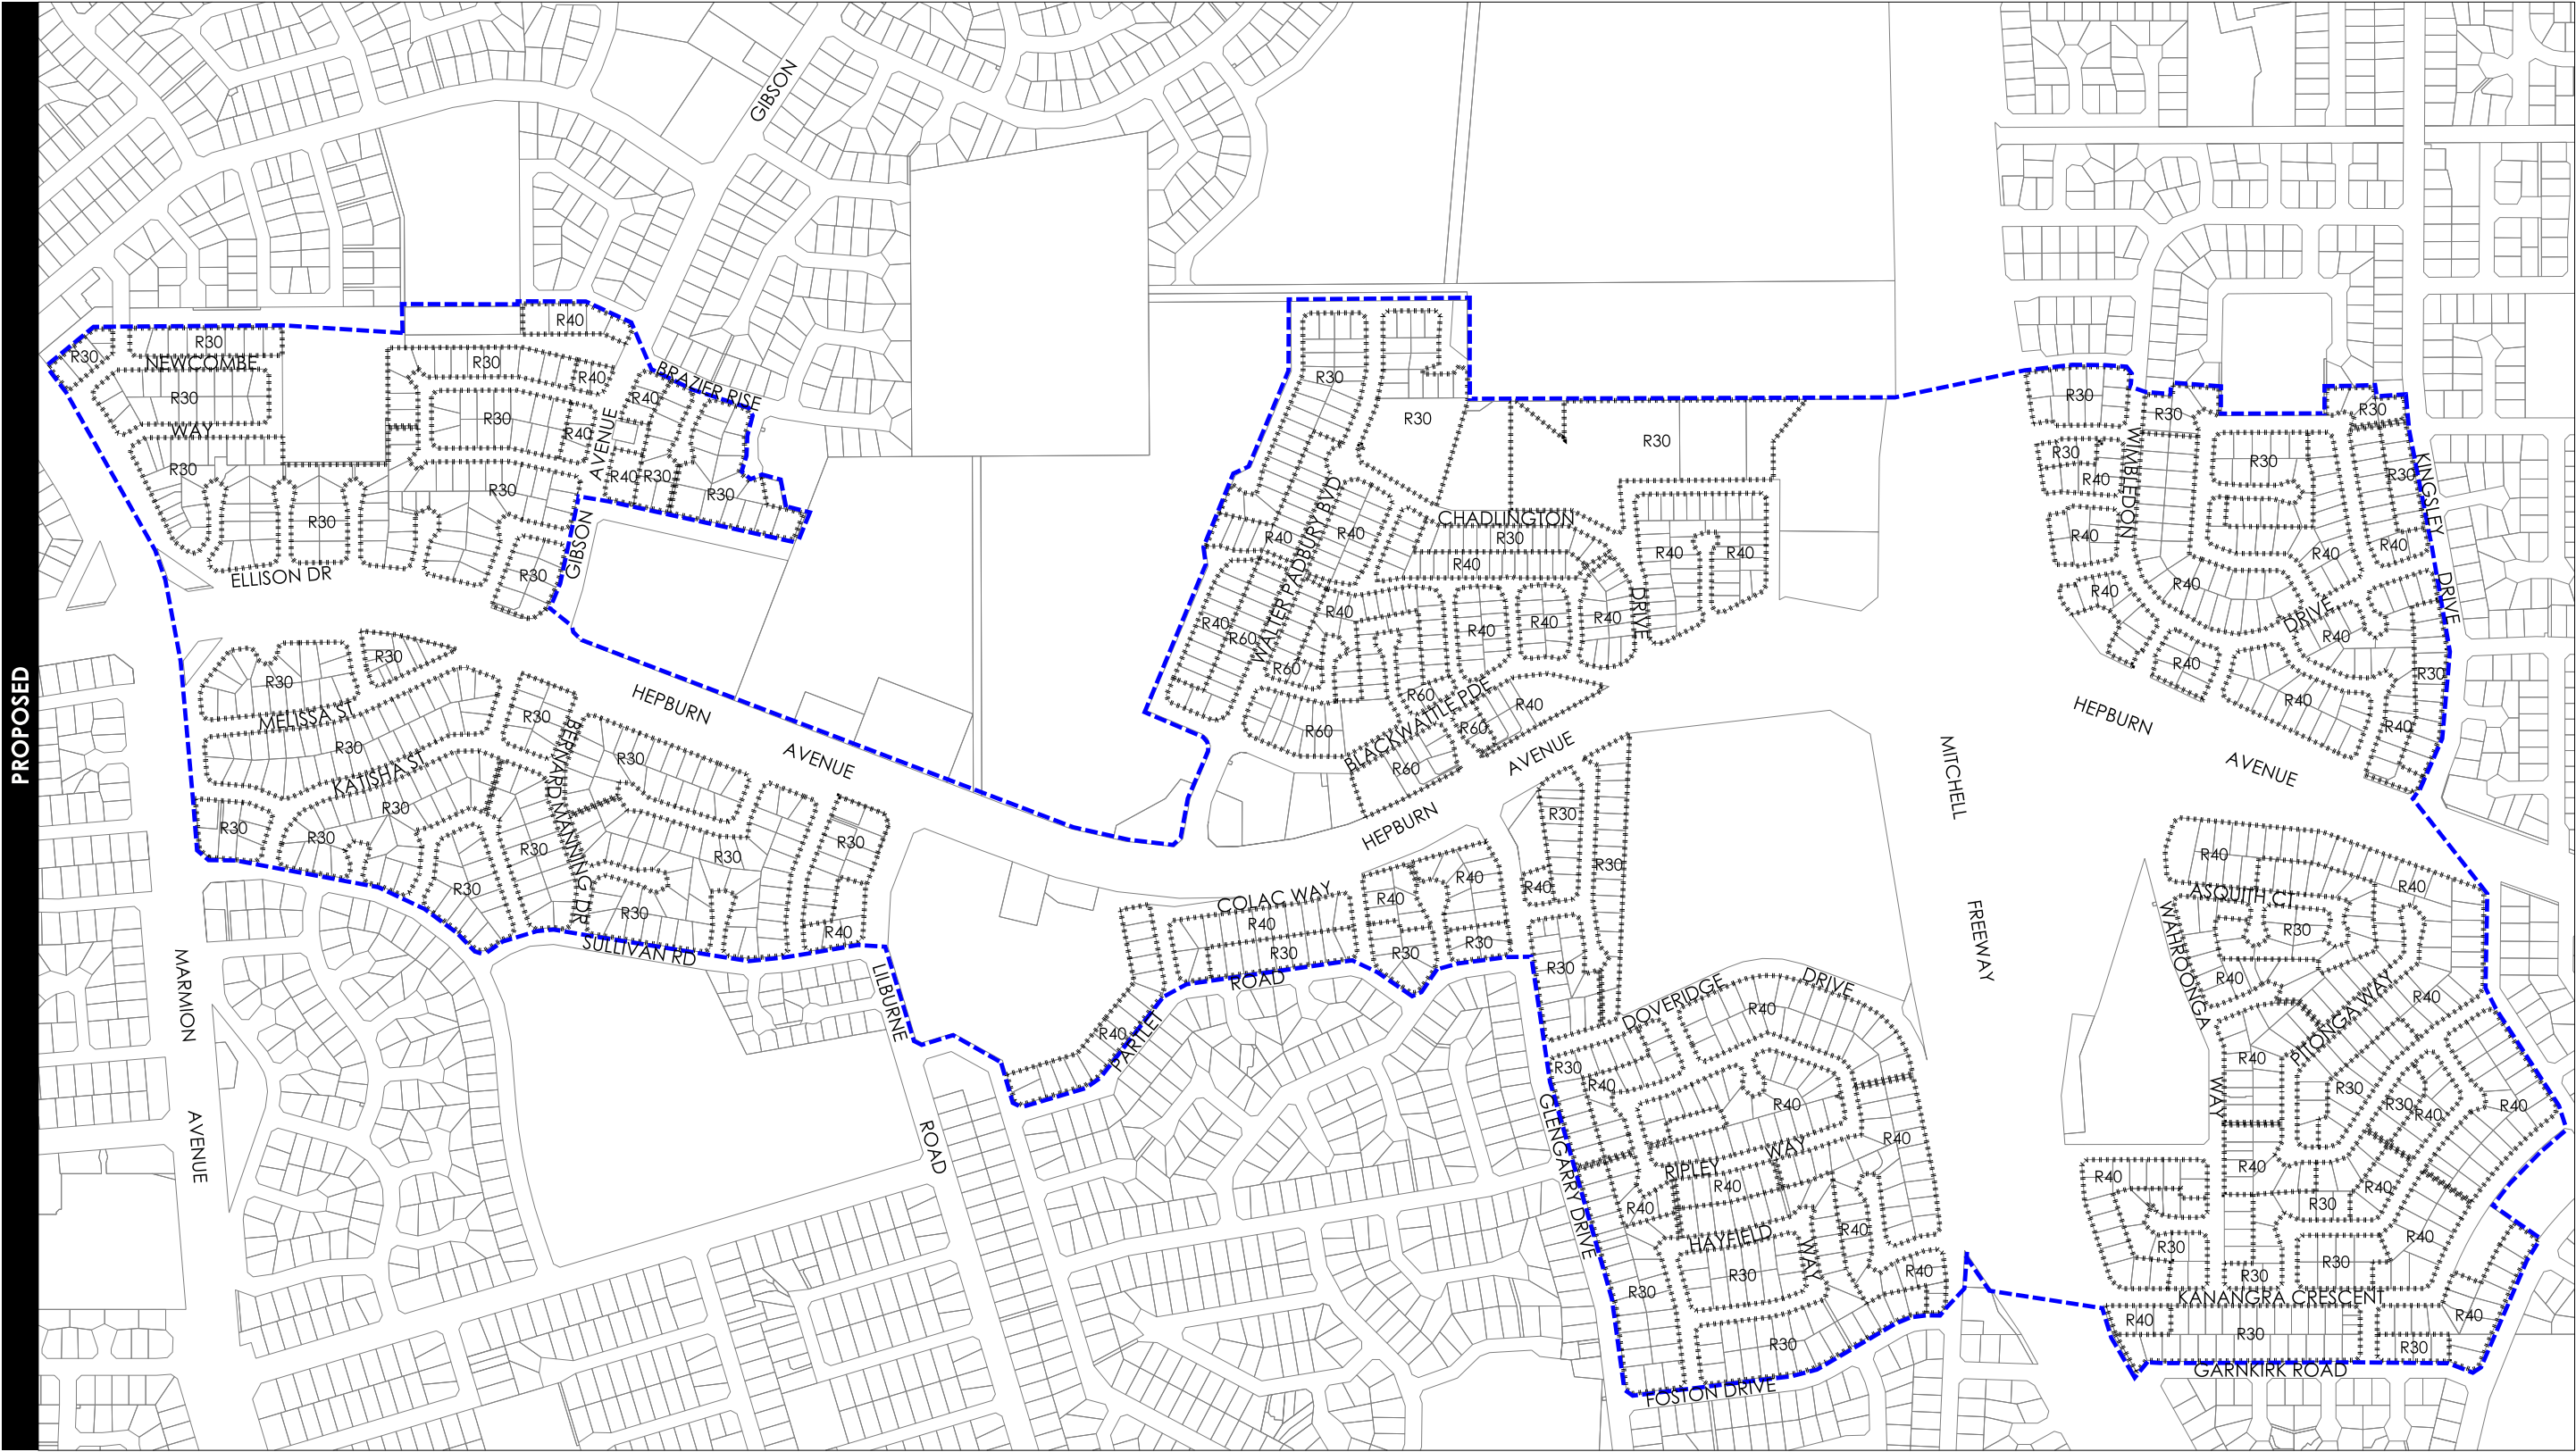 PROPOSED
GIBSON
R40
R30
R30
NEWCOMBE
R30
R40
BRAZIER RISE
R30
R40
R30
R40
AVENUE
WAY
R30
R40
R30
R30
R30
R30
GIBSON
R30
ELLISON DR
R30
R30
MELISSA ST
R30
KATISHA ST
R30
R30
R30
R30
BERNARD MANNING DR
R30
R30
R30
R30
R30
R30
R40
SULLIVAN RD
HEPBURN
AVENUE
LILBURNE
ROAD
MARMION
AVENUE
R30
R30
R30
CHADLINGTON
R30
R40
R40
R40
WALTER PADBURY BVD
R40
R40
R40
DRIVE
R40
R40
R40
R40
R60
R60
R60
R60
BLACKWATTLE PDE
R60
R40
R60
AVENUE
HEPBURN
COLAC WAY
R40
R30
ROAD
PARTLET
R40
R40
R40
R30
R30
R30
R40
R30
R30
DOVERIDGE
DRIVE
R40
R30
R40
R40
R40
RIPLEY
WAY
R40
R40
HAYFIELD
WAY
R40
R40
R30
R30
R30
GLENGARRY DRIVE
FOSTON DRIVE
MITCHELL
FREEWAY
R30
R30
R30
R30
R40
WIMBLEDON
R30
R30
KINGSLEY
DRIVE
R40
R40
R40
R40
R40
DRIVE
R40
R40
R40
R30
R40
HEPBURN
AVENUE
R40
ASQUITH CT
R40
R30
R40
WAHROONGA
WAY
PITONGA WAY
R40
R40
R30
R30
R40
R40
R40
R40
R40
R30
R40
R30
R30
R30
KANANGRA CRESCENT
R40
R30
R40
R30
GARNKIRK ROAD